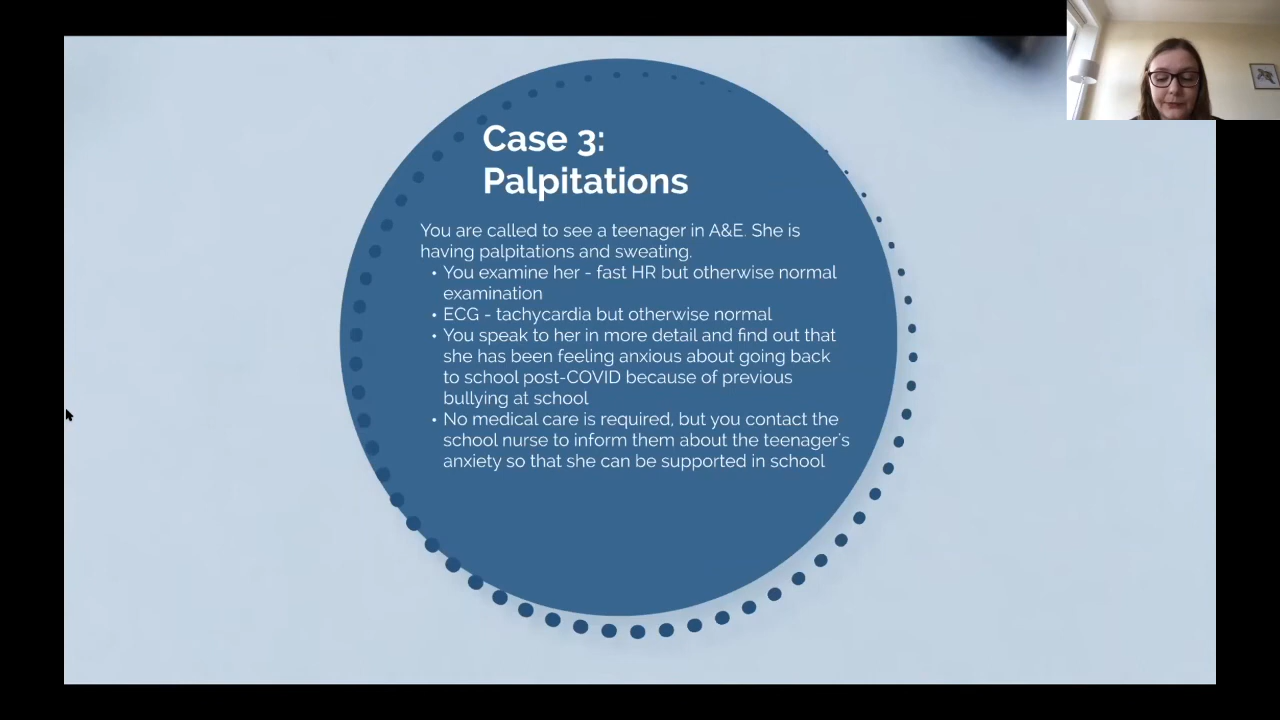 Case 3:
Palpitations
You are called to see a teenager in A&E. She is
having palpitations and sweating.
• You examine her - fast HR but otherwise normal
examination
• ECG - tachycardia but otherwise normal
• You speak to her in more detail and find out that
she has been feeling anxious about going back
to school post-COVID because of previous
bullying at school
• No medical care is required, but you contact the
school nurse to inform them about the teenager's
anxiety so that she can be supported in school